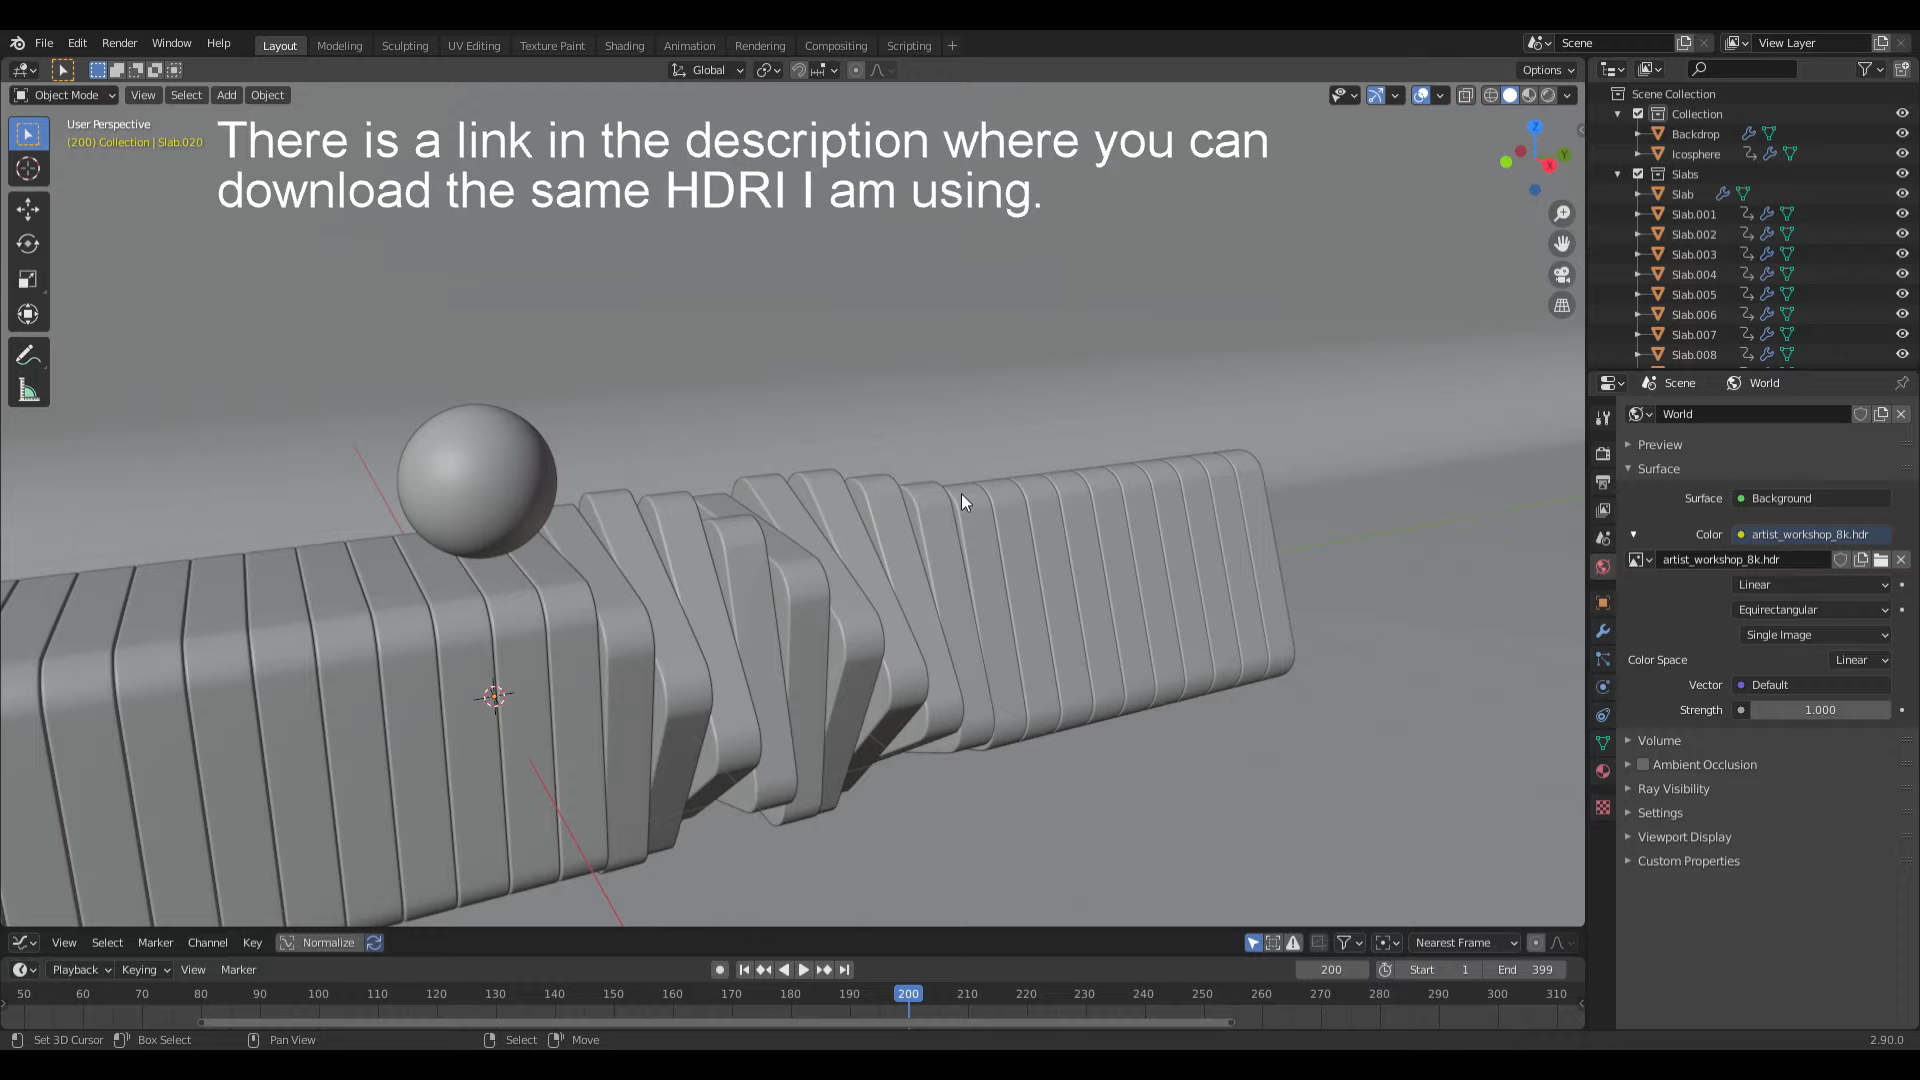 File Edit Render Window Help Layout Modeling Sculpting UV Editing Texture Paint Shading Animation Rendering Compositing Scripting + Scene View Layer
Global Options
Object Mode View Select Add Object
User Perspective
(200) Collection | Slab.020
There is a link in the description where you can
download the same HDRI I am using.
Z
Y
X
Scene Collection
Collection
Backdrop
Icosphere
Slabs
Slab
Slab.001
Slab.002
Slab.003
Slab.004
Slab.005
Slab.006
Slab.007
Slab.008
Scene World
World
Preview
Surface
Surface Background
Color artist_workshop_8k.hdr
artist_workshop_8k.hdr
Linear
Equirectangular
Single Image
Color Space Linear
Vector Default
Strength 1.000
Volume
Ambient Occlusion
Ray Visibility
Settings
Viewport Display
Custom Properties
View Select Marker Channel Key Normalize Nearest Frame
Playback Keying View Marker 200 Start 1 End 399
50 60 70 80 90 100 110 120 130 140 150 160 170 180 190 200 210 220 230 240 250 260 270 280 290 300 310
Set 3D Cursor Box Select Pan View Select Move 2.90.0